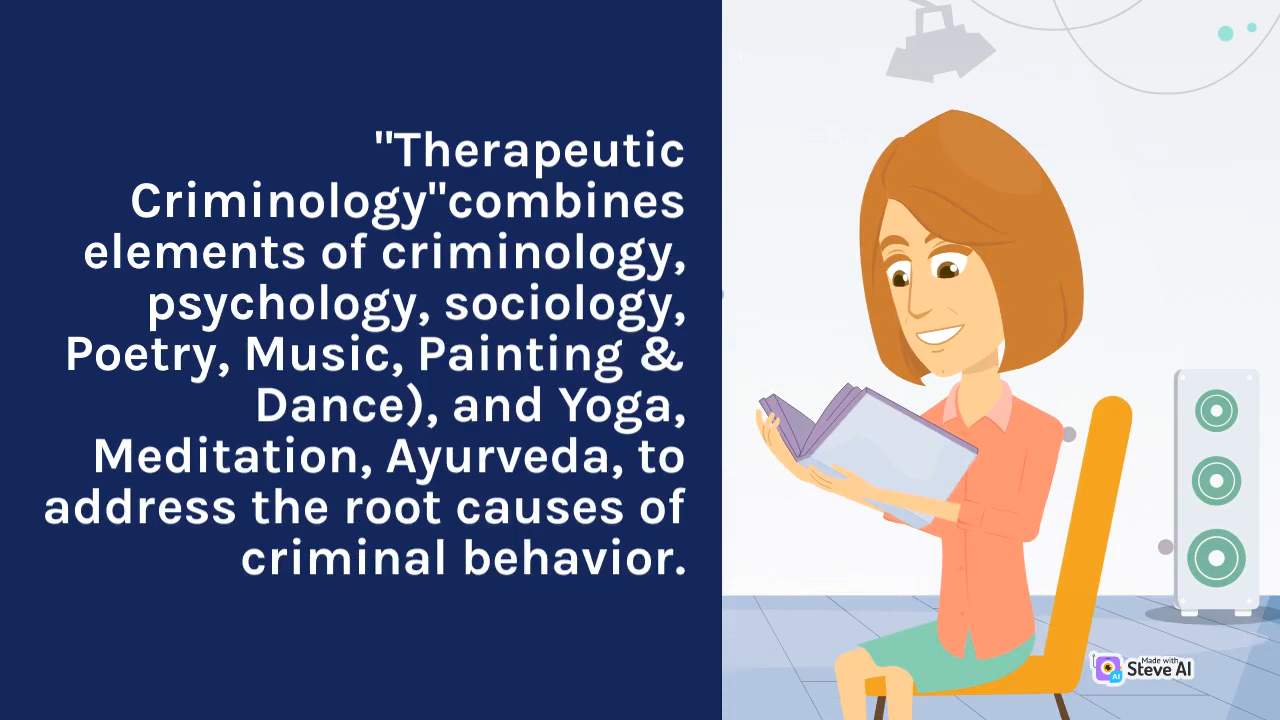 "Therapeutic
Criminology"combines
elements of criminology,
psychology, sociology,
Poetry, Music, Painting &
Dance), and Yoga,
Meditation, Ayurveda, to
address the root causes of
criminal behavior.
Made with
Steve AI
AI